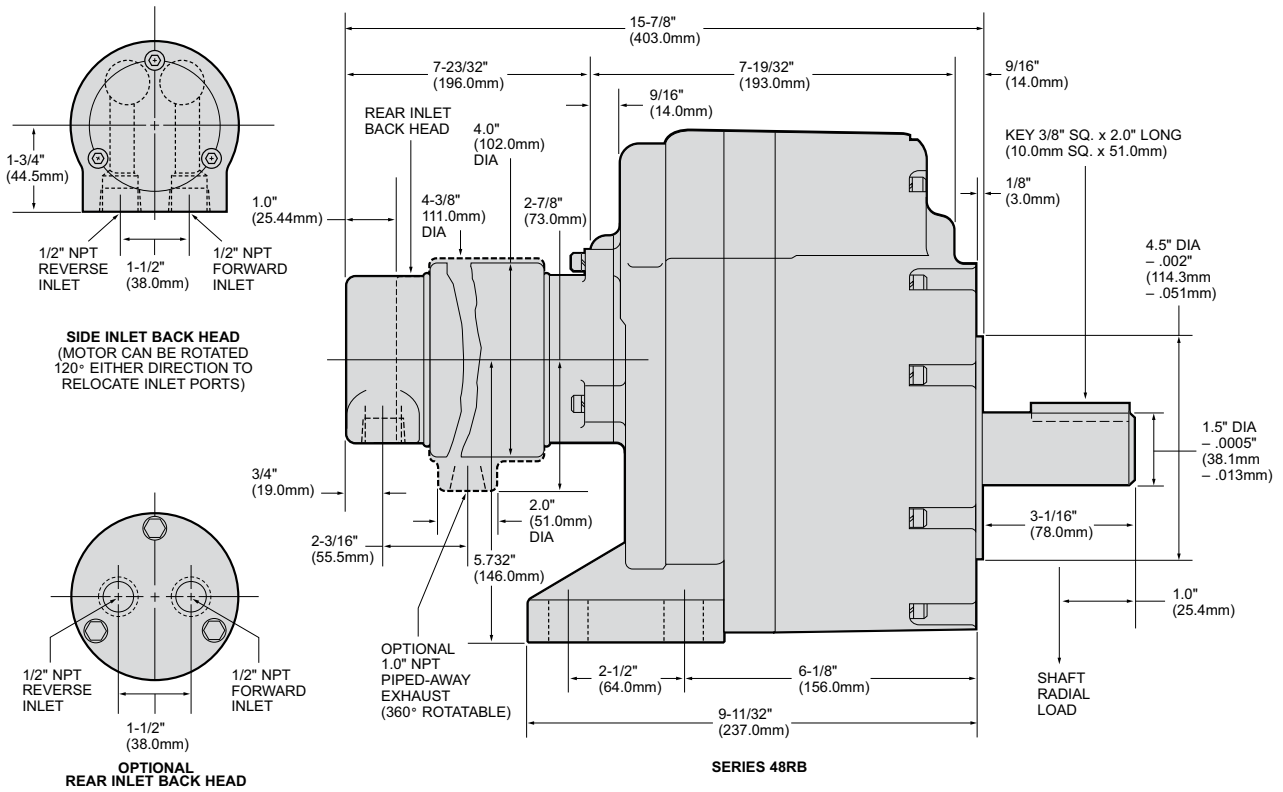 15-7/8"
(403.0mm)
7-23/32"
(196.0mm)
7-19/32"
(193.0mm)
9/16"
(14.0mm)
9/16"
(14.0mm)
REAR INLET
BACK HEAD
4.0"
(102.0mm)
DIA
KEY 3/8" SQ. x 2.0" LONG
(10.0mm SQ. x 51.0mm)
1-3/4"
(44.5mm)
1.0"
(25.44mm)
4-3/8"
111.0mm)
DIA
2-7/8"
(73.0mm)
1/8"
(3.0mm)
1/2" NPT
REVERSE
INLET
1-1/2"
(38.0mm)
1/2" NPT
FORWARD
INLET
4.5" DIA
– .002"
(114.3mm
– .051mm)
SIDE INLET BACK HEAD
(MOTOR CAN BE ROTATED
120° EITHER DIRECTION TO
RELOCATE INLET PORTS)
1.5" DIA
– .0005"
(38.1mm
– .013mm)
3/4"
(19.0mm)
2.0"
(51.0mm)
DIA
3-1/16"
(78.0mm)
2-3/16"
(55.5mm)
5.732"
(146.0mm)
1.0"
(25.4mm)
OPTIONAL
1.0" NPT
PIPED-AWAY
EXHAUST
(360° ROTATABLE)
2-1/2"
(64.0mm)
6-1/8"
(156.0mm)
SHAFT
RADIAL
LOAD
1/2" NPT
REVERSE
INLET
1/2" NPT
FORWARD
INLET
1-1/2"
(38.0mm)
9-11/32"
(237.0mm)
OPTIONAL
REAR INLET BACK HEAD
SERIES 48RB